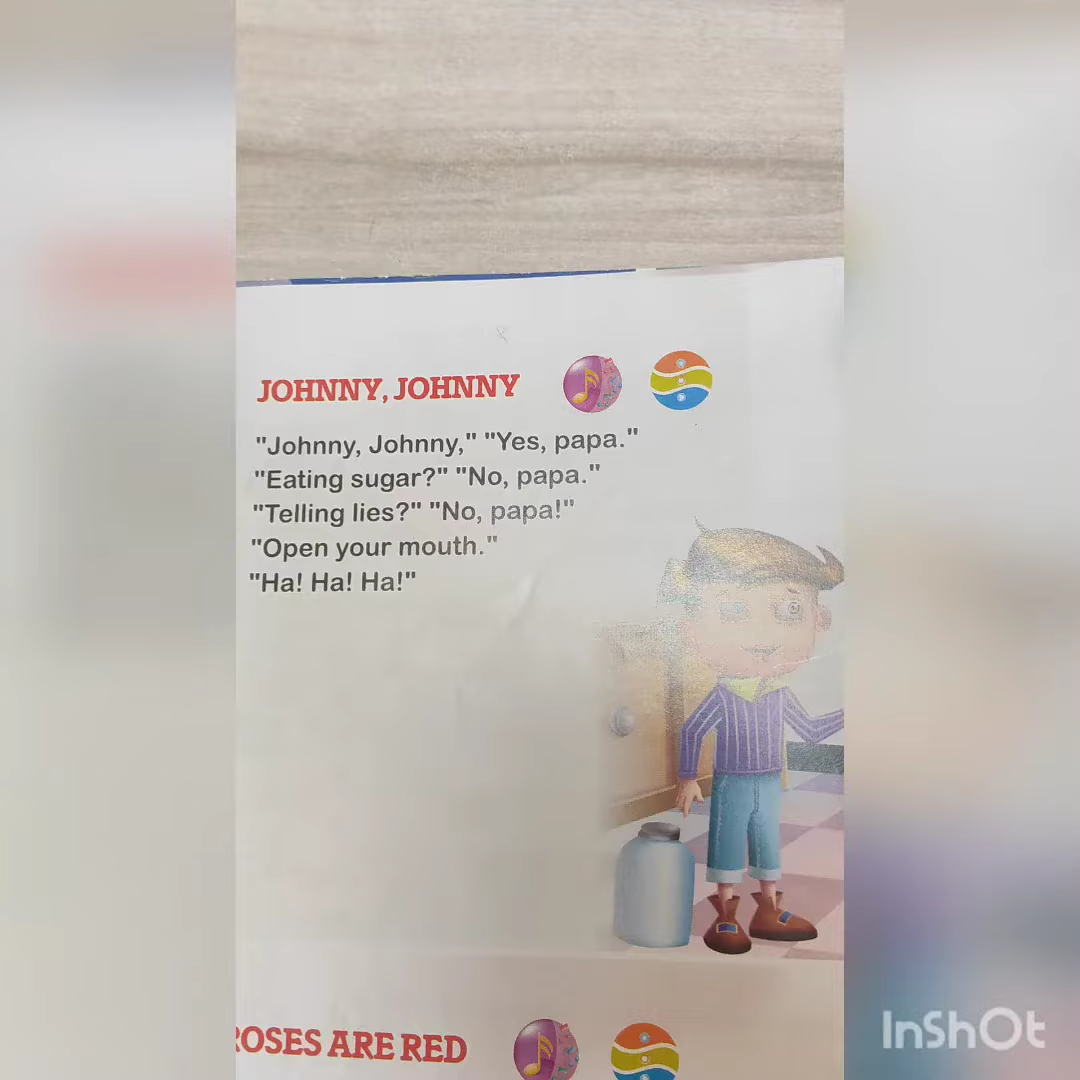 JOHNNY, JOHNNY
"Johnny, Johnny," "Yes, papa."
"Eating sugar?" "No, papa."
"Telling lies?" "No, papa!"
"Open your mouth."
"Ha! Ha! Ha!"
ROSES ARE RED
InShOt